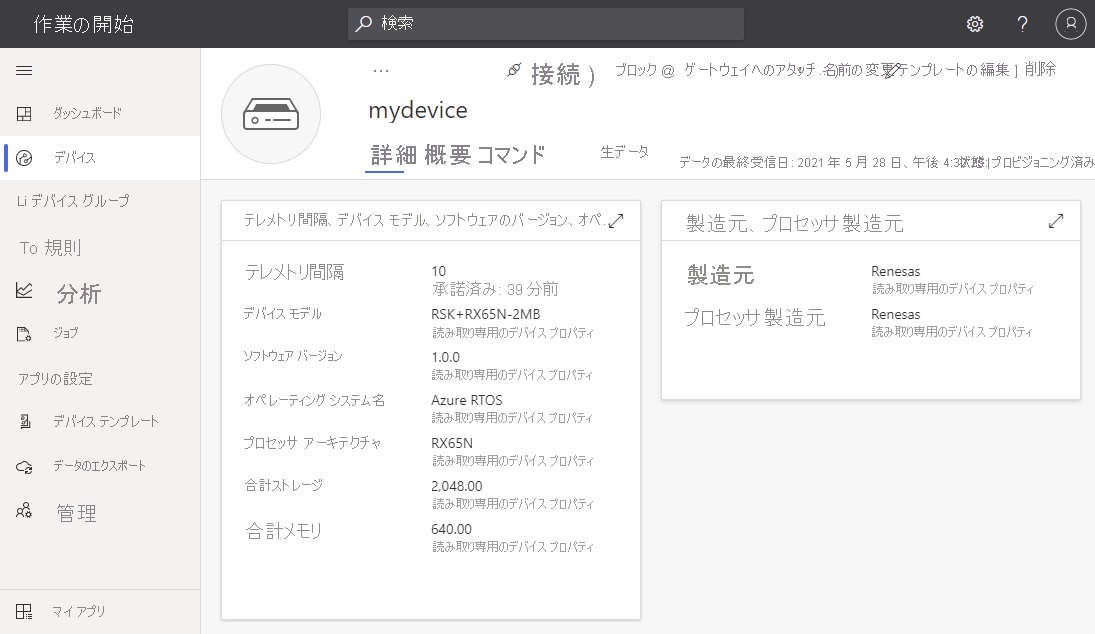 作業の開始
検索
?
ダッシュボード
デバイス
Li デバイス グループ
To 規則
分析
ジョブ
アプリの設定
デバイス テンプレート
データのエクスポート
管理
マイ アプリ
...
接続 )
ブロック @ ゲートウェイへのアタッチ
名前の変更
テンプレートの編集 ] 削除
mydevice
詳細 概要 コマンド
生データ
データの最終受信日: 2021 年 5 月 28 日、午後
プロビジョニング済み
テレメトリ間隔、デバイス モデル、ソフトウェアのバージョン、オペ..
テレメトリ間隔
10
承諾済み: 39 分前
デバイス モデル
RSK+RX65N-2MB
読み取り専用のデバイス プロパティ
ソフトウェア バージョン
1.0.0
読み取り専用のデバイス プロパティ
オペレーティング システム名
Azure RTOS
読み取り専用のデバイス プロパティ
プロセッサ アーキテクチャ
RX65N
読み取り専用のデバイス プロパティ
合計ストレージ
2,048.00
読み取り専用のデバイス プロパティ
合計メモリ
640.00
読み取り専用のデバイス プロパティ
製造元、プロセッサ製造元
製造元
Renesas
読み取り専用のデバイス プロパティ
プロセッサ製造元
Renesas
読み取り専用のデバイス プロパティ